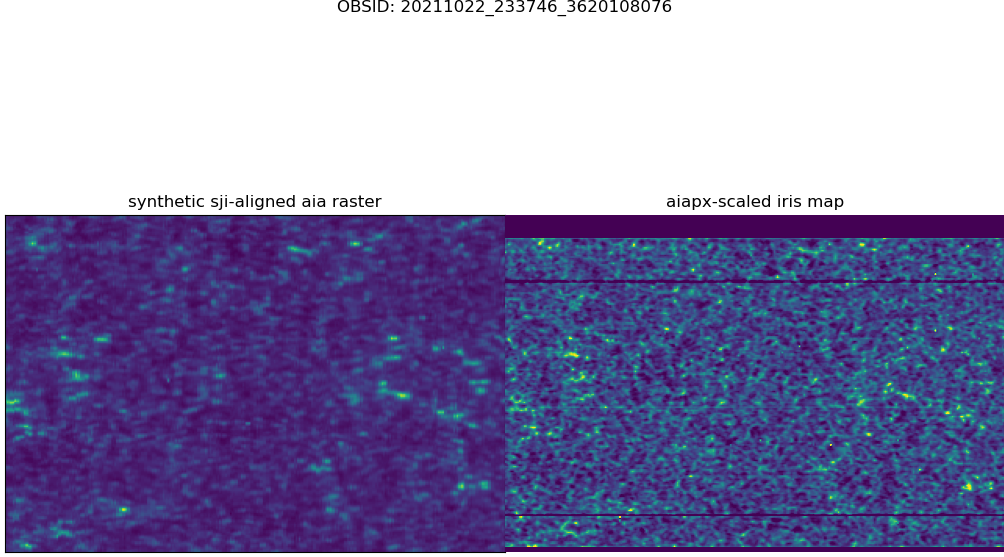 OBSID: 20211022_233746_3620108076
synthetic sji-aligned aia raster
aiapx-scaled iris map